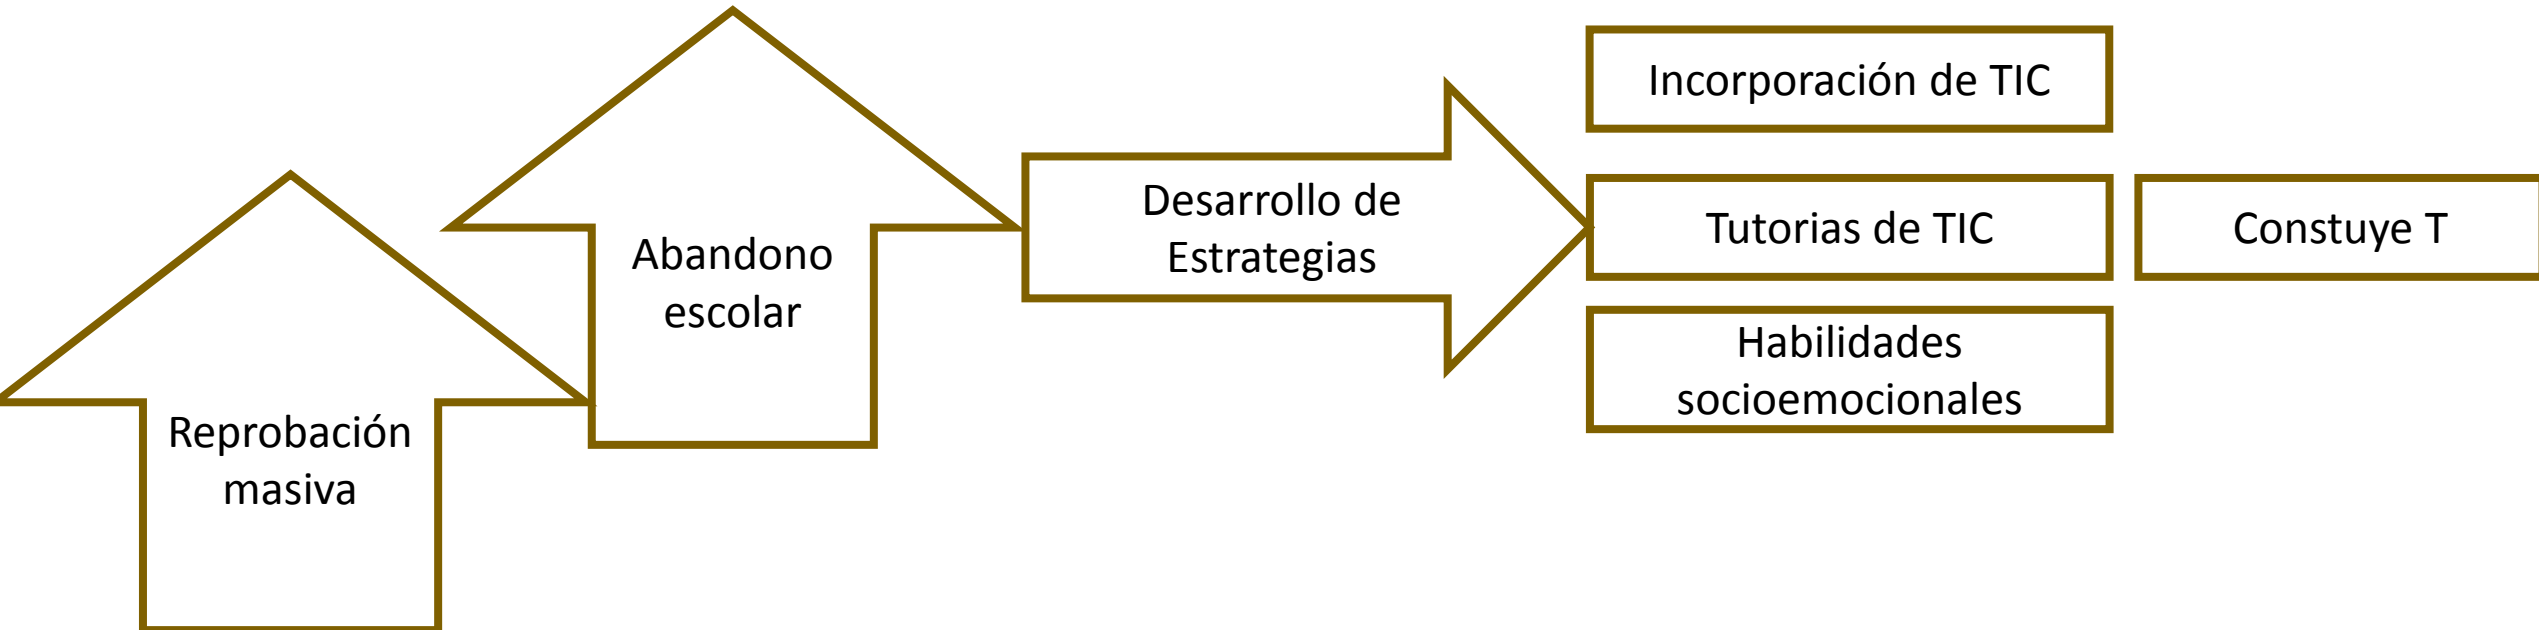 Reprobación
masiva
Abandono
escolar
Desarrollo de
Estrategias
Incorporación de TIC
Tutorias de TIC
Habilidades
socioemocionales
Constuye T